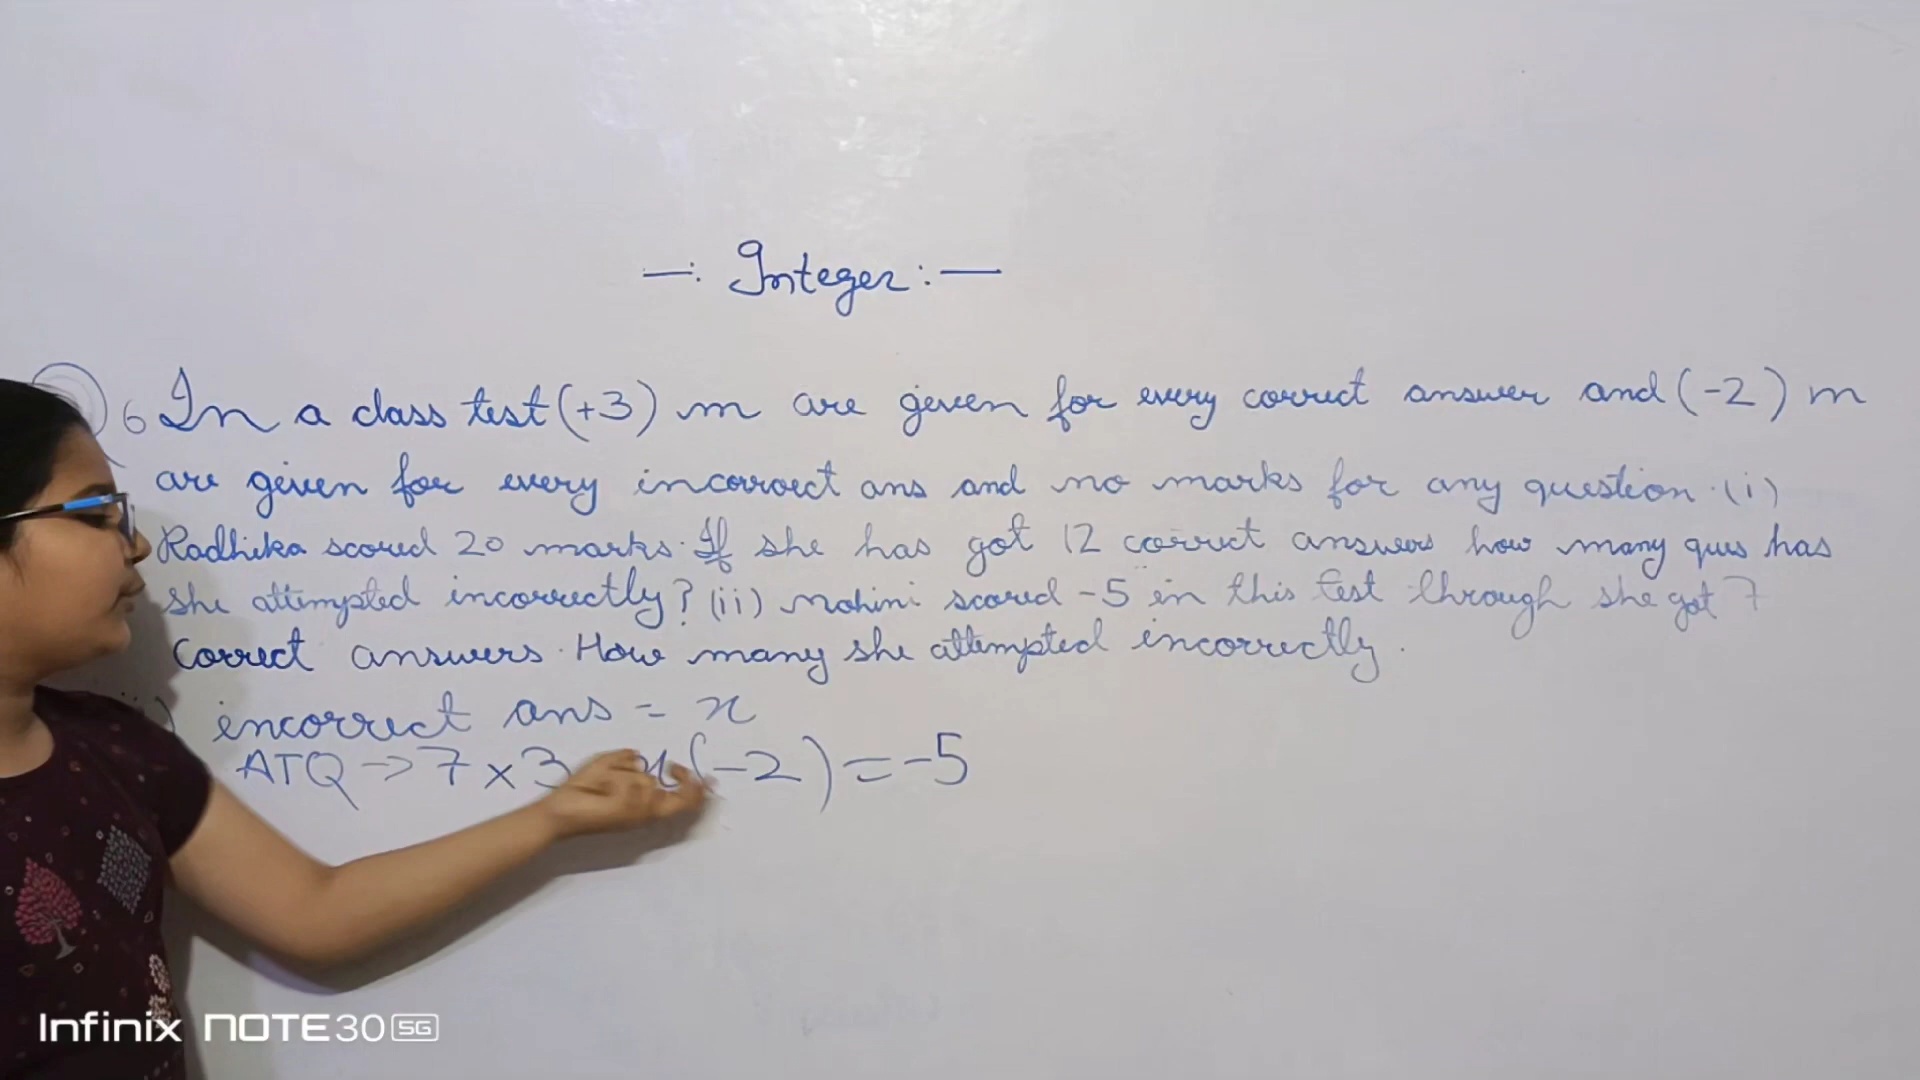 —: Integer :—
6 In a class test (+3) m are geven for every correct answer and (-2) m
are geven for every incorrect ans and no marks for any question. (i)
Radhika scored 20 marks. If she has got 12 correct answers how many ques has
she attempted incorrectly? (ii) Mohini scored -5 in this test through she got 7
correct answers. How many she attempted incorrectly.
) incorrect ans = x
ATQ → 7 × 3 x (-2) = -5
Infinix NOTE 30 5G